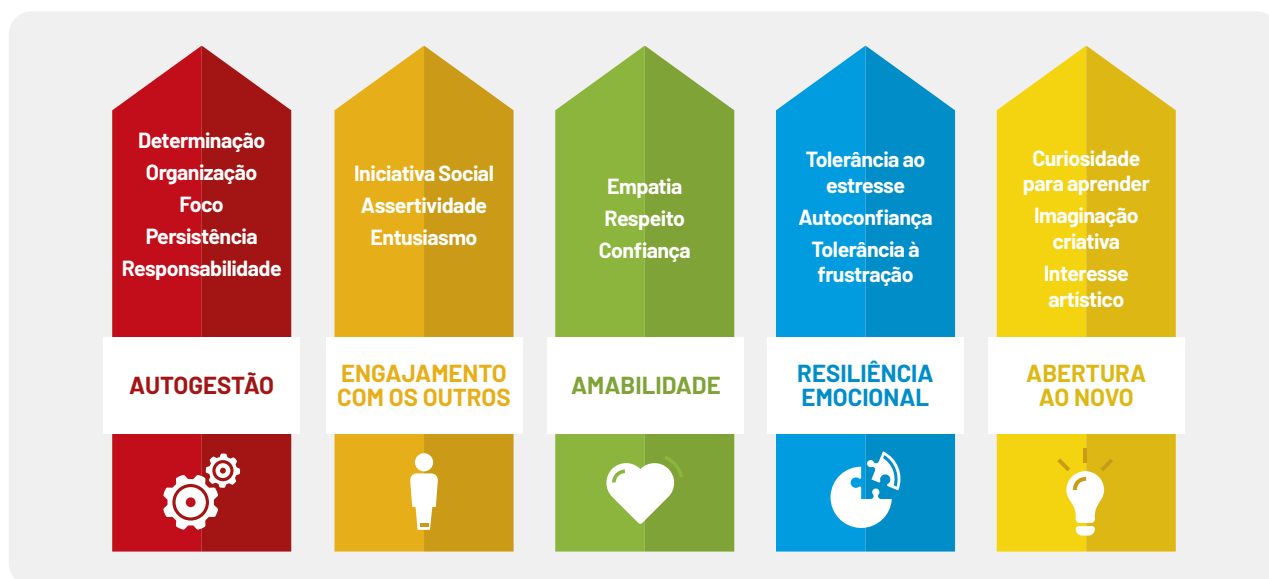 Determinação
Organização
Foco
Persistência
Responsabilidade
AUTOGESTÃO
Iniciativa Social
Assertividade
Entusiasmo
ENGAJAMENTO
COM OS OUTROS
Empatia
Respeito
Confiança
AMABILIDADE
Tolerância ao
estresse
Autoconfiança
Tolerância à
frustração
RESILIÊNCIA
EMOCIONAL
Curiosidade
para aprender
Imaginação
criativa
Interesse
artístico
ABERTURA
AO NOVO